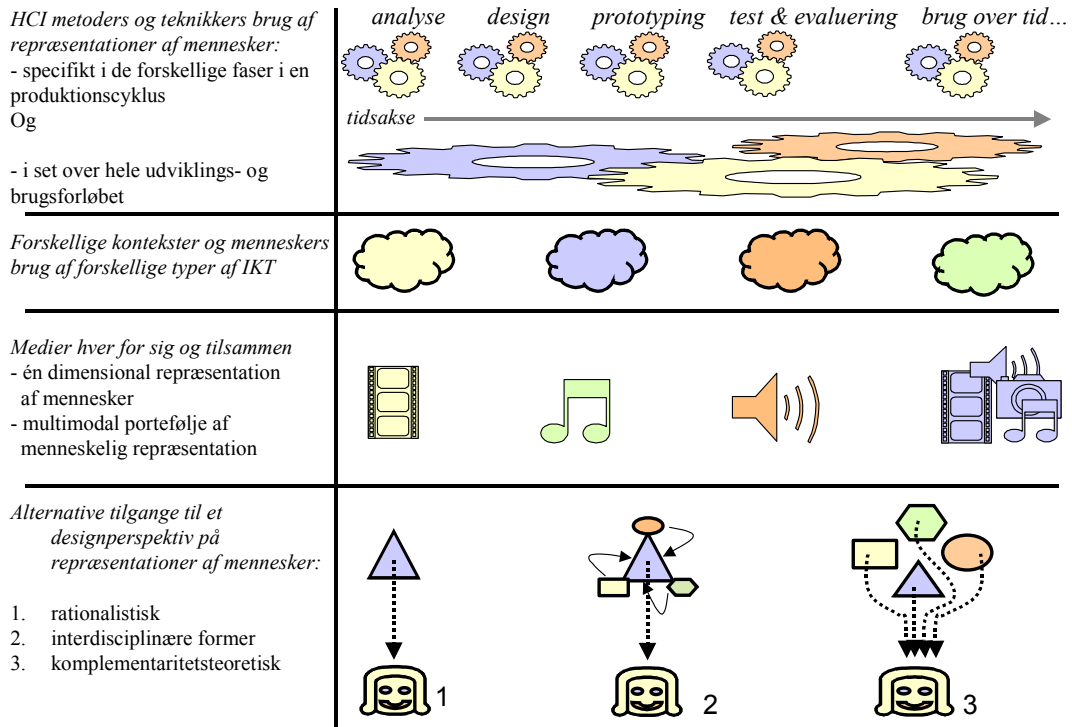 HCI metoders og teknikkers brug af
repræsentationer af mennesker:
- specifikt i de forskellige faser i en
produktionscyklus
Og
- i set over hele udviklings- og
brugsforløbet
analyse
design
prototyping
test & evaluering
brug over tid…
tidsakse
Forskellige kontekster og menneskers
brug af forskellige typer af IKT
Medier hver for sig og tilsammen
- én dimensional repræsentation
af mennesker
- multimodal portefølje af
menneskelig repræsentation
Alternative tilgange til et
designperspektiv på
repræsentationer af mennesker:
1. rationalistisk
2. interdisciplinære former
3. komplementaritetsteoretisk
1
2
3